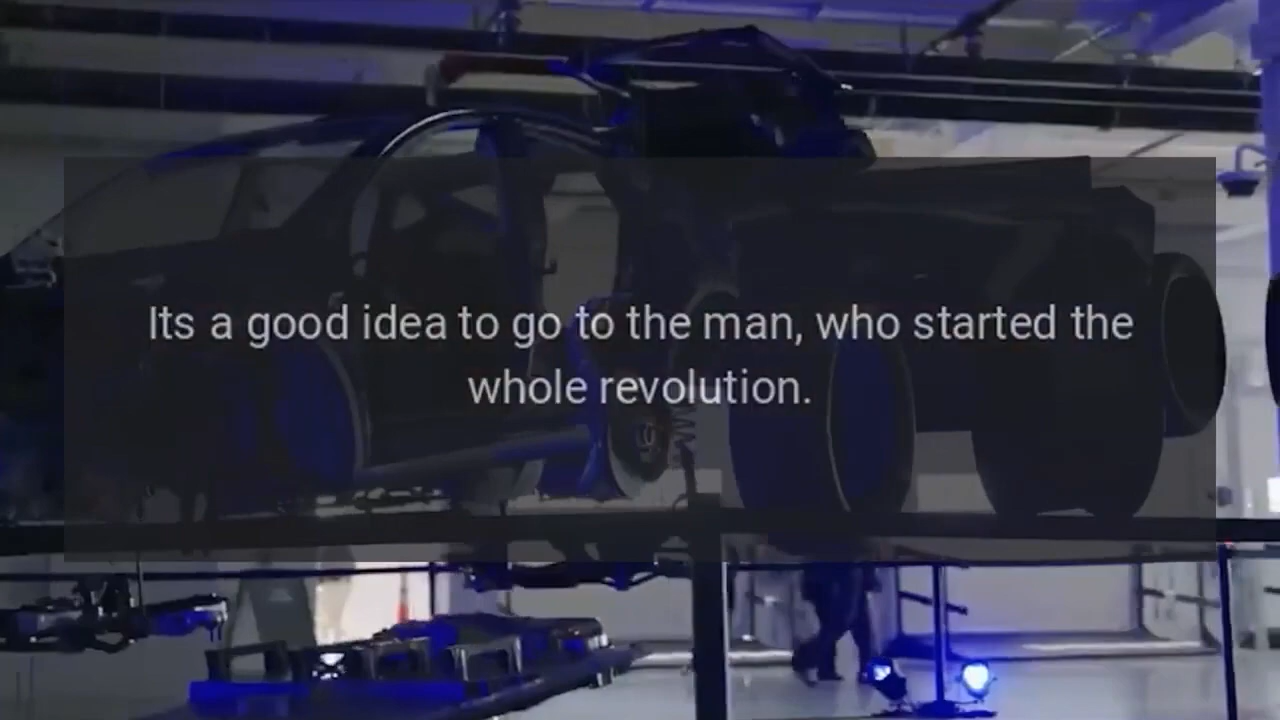 Its a good idea to go to the man, who started the
whole revolution.